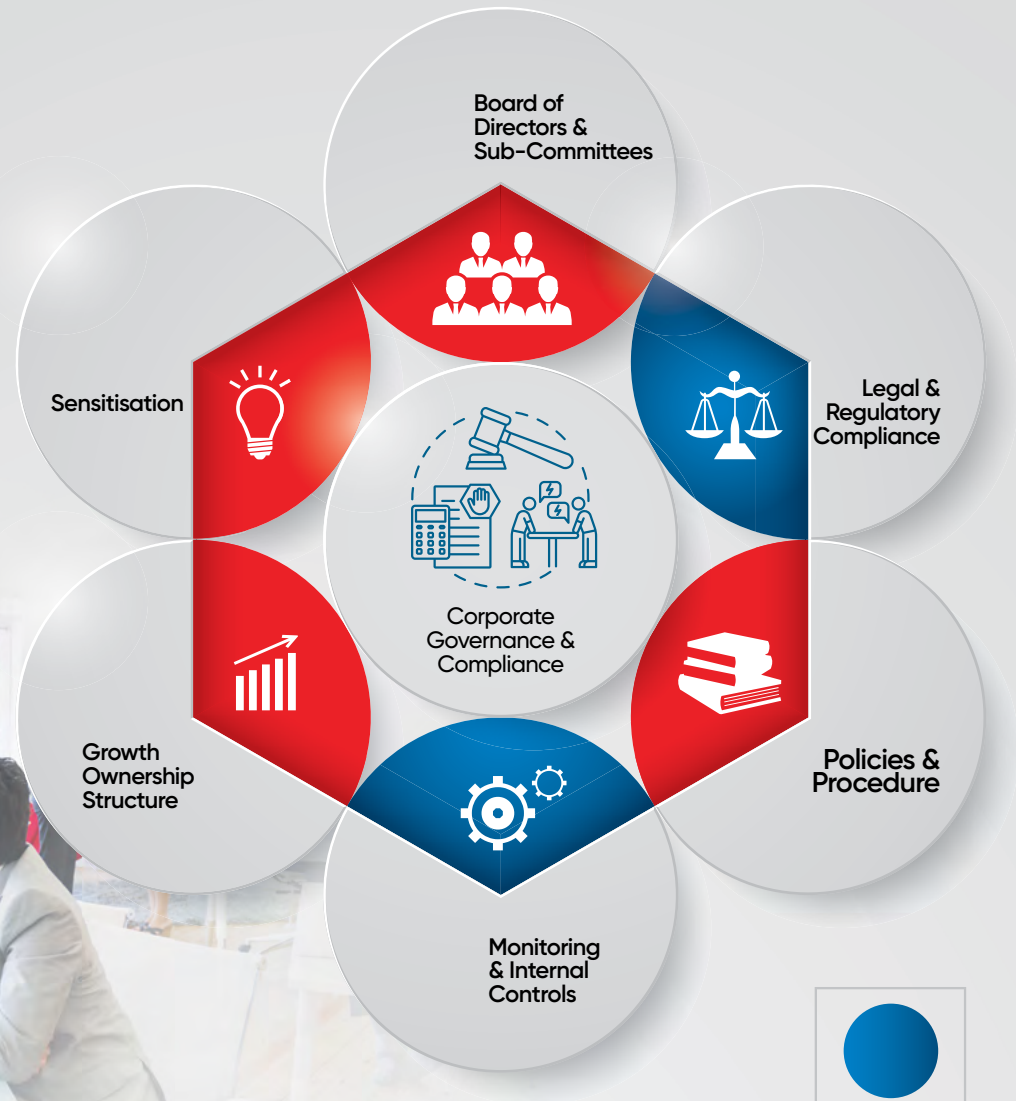 Board of
Directors &
Sub-Committees
Legal &
Regulatory
Compliance
Sensitisation
Corporate
Governance &
Compliance
Growth
Ownership
Structure
Policies &
Procedure
Monitoring
& Internal
Controls